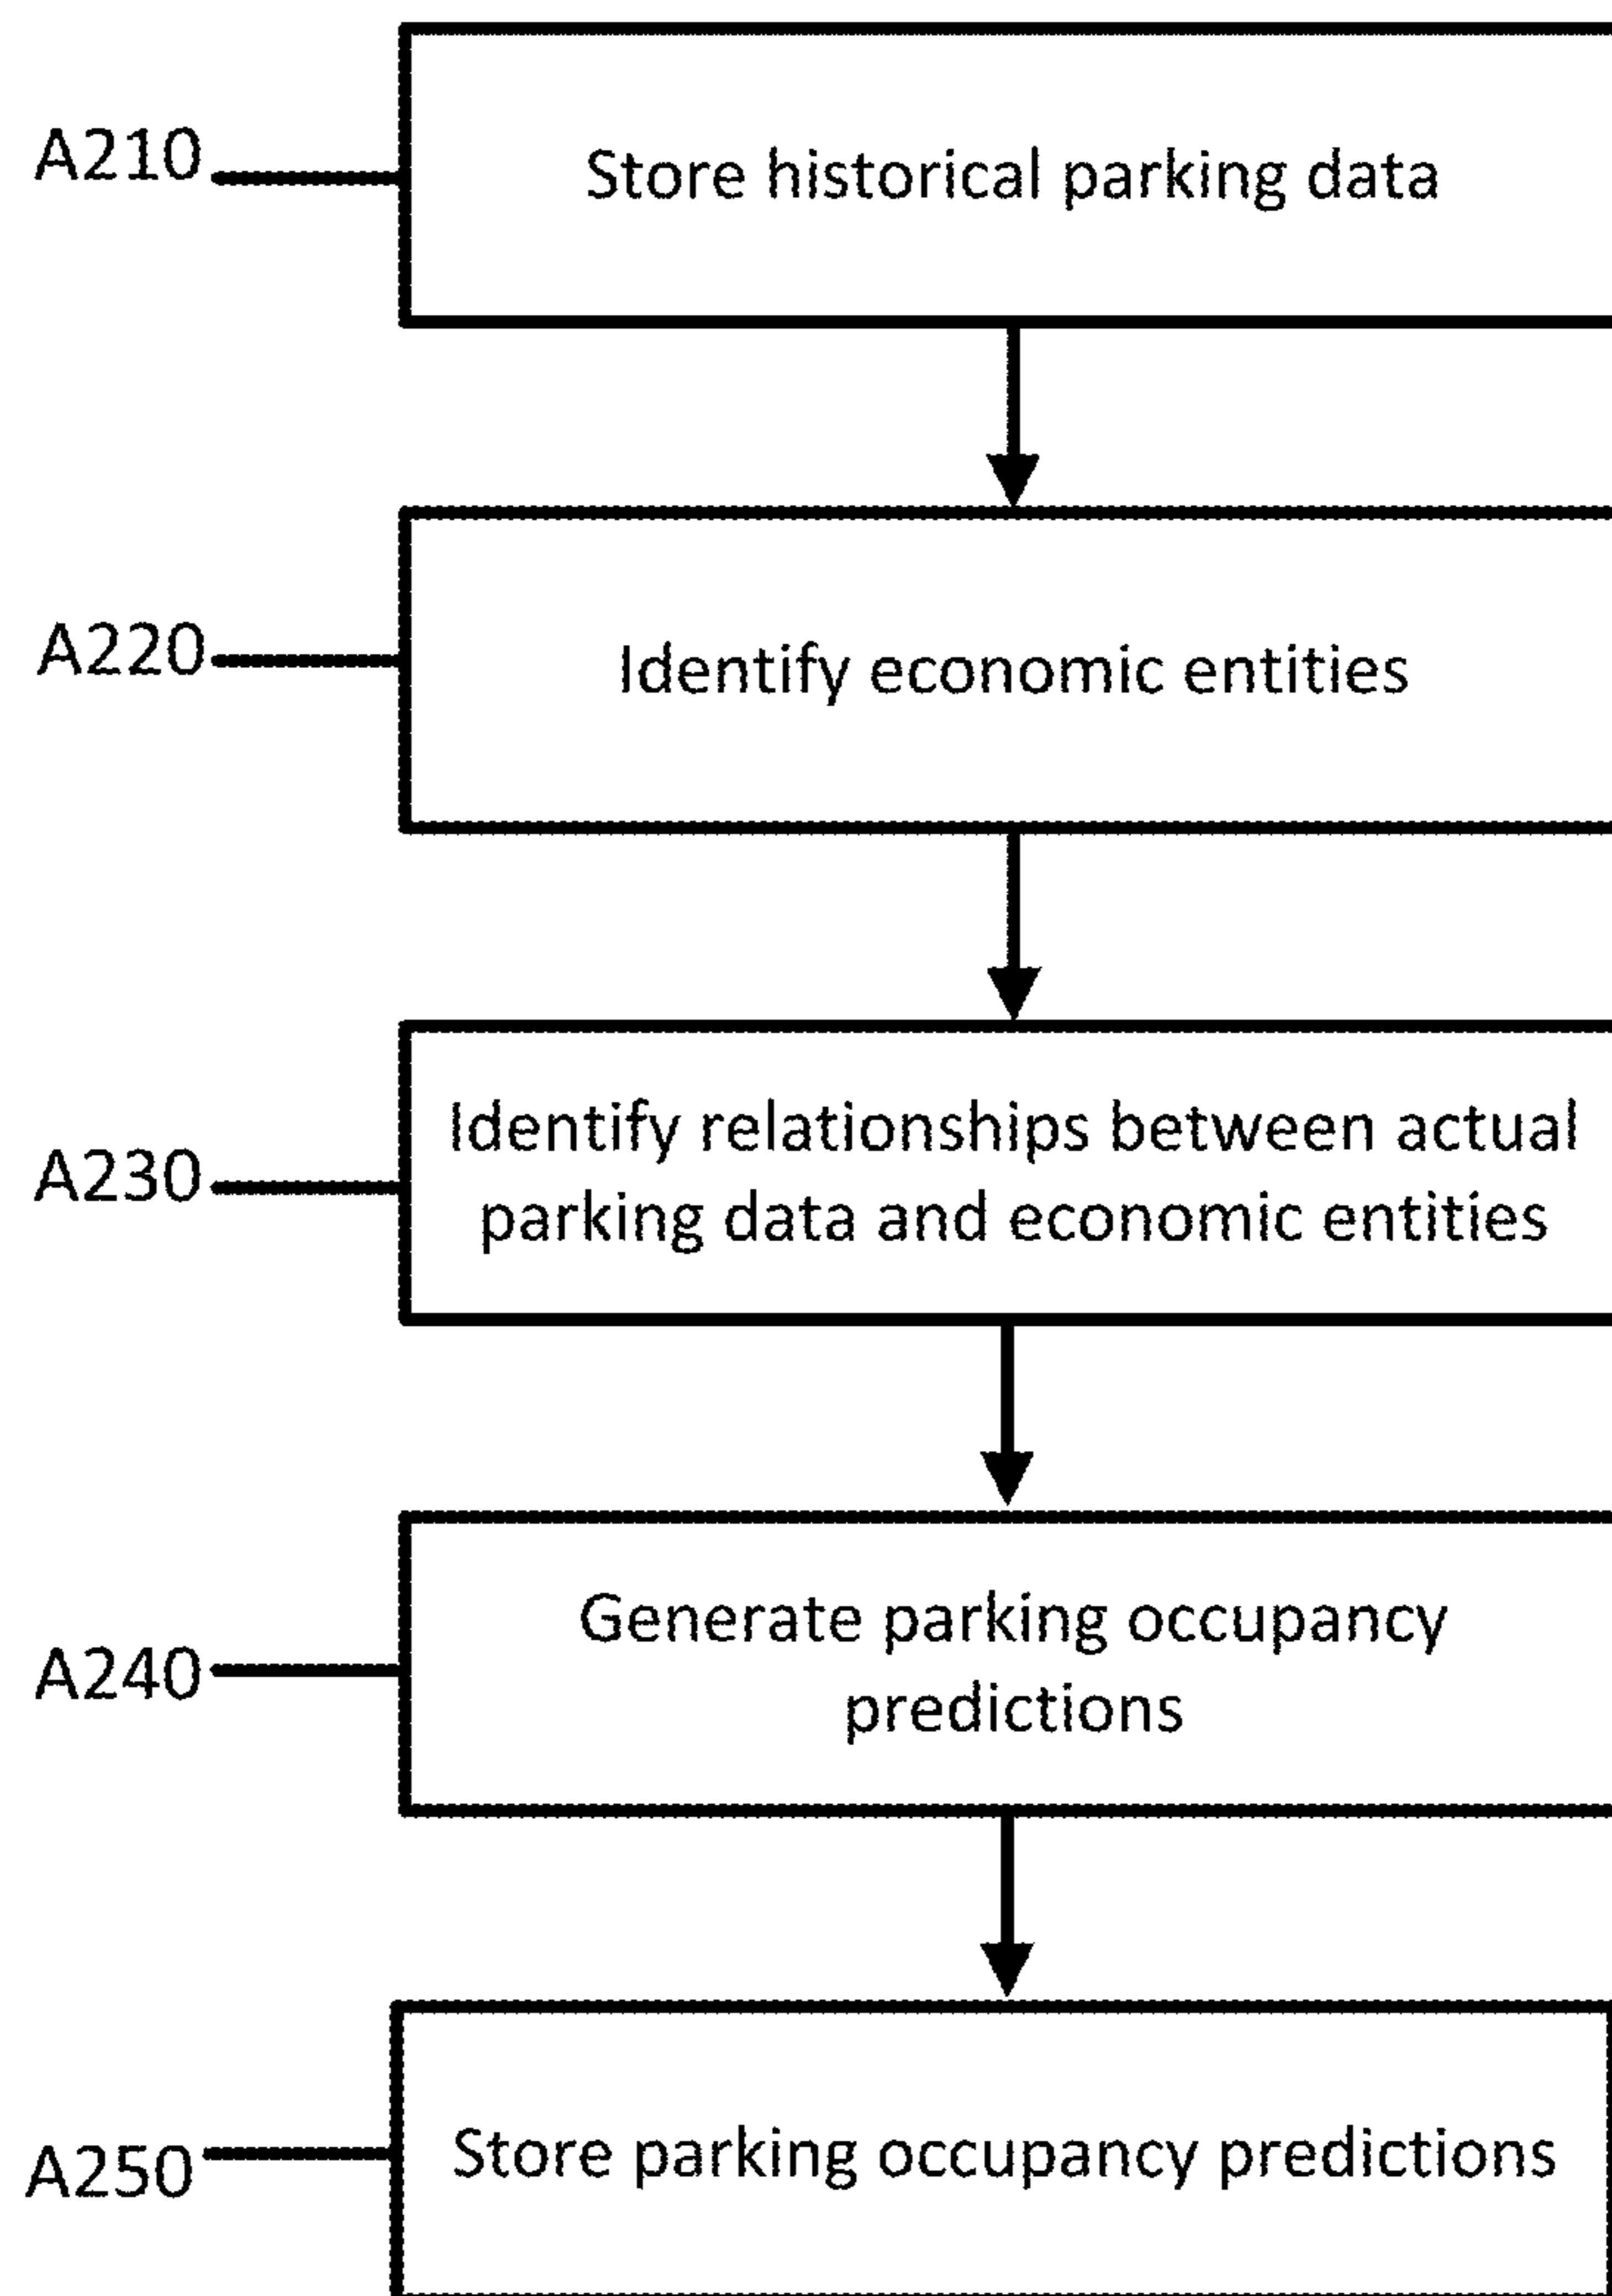 A210
Store historical parking data
A220
Identify economic entities
A230
Identify relationships between actual
parking data and economic entities
A240
Generate parking occupancy
predictions
A250
Store parking occupancy predictions